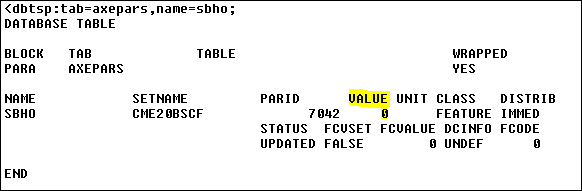 <dbtsp:tab=axepars,name=sbho;
DATABASE TABLE
BLOCK TAB TABLE WRAPPED
PARA AXEPARS YES
NAME SETNAME PARID VALUE UNIT CLASS DISTRIB
SBHO CME20BSCF 7042 0 FEATURE IMMED
STATUS FCVSET FCVALUE DCINFO FCODE
UPDATED FALSE 0 UNDEF 0
END